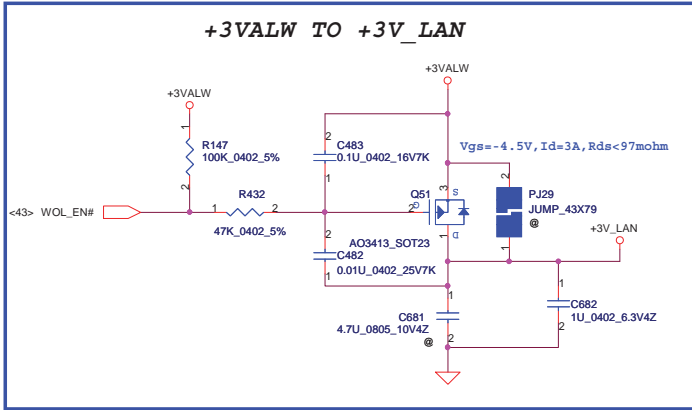 +3VALW TO +3V_LAN
+3VALW
+3VALW
1
R147
100K_0402_5%
2
2
C483
0.1U_0402_16V7K
1
Vgs=-4.5V,Id=3A,Rds<97mohm
<43> WOL_EN#
R432
1
2
47K_0402_5%
Q51
G
3
S
D
1
2
PJ29
JUMP_43X79
@
1
+3V_LAN
AO3413_SOT23
2
C482
0.01U_0402_25V7K
1
1
C681
4.7U_0805_10V4Z
@
2
1
C682
1U_0402_6.3V4Z
2